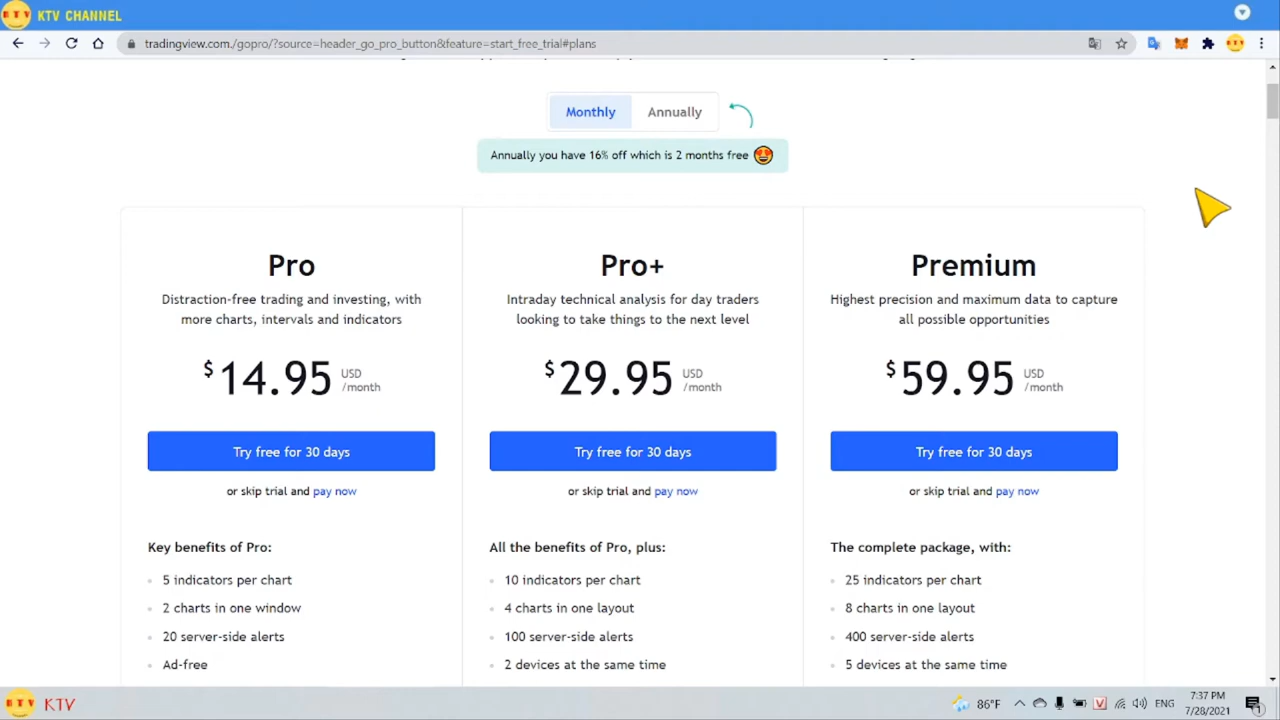 KTV CHANNEL
tradingview.com./gopro/?source=header_go_pro_button&feature=start_free_trial#plans
Monthly
Annually
Annually you have 16% off which is 2 months free
Pro
Distraction-free trading and investing, with
more charts, intervals and indicators
$14.95 USD /month
Try free for 30 days
or skip trial and pay now
Key benefits of Pro:
5 indicators per chart
2 charts in one window
20 server-side alerts
Ad-free
Pro+
Intraday technical analysis for day traders
looking to take things to the next level
$29.95 USD /month
Try free for 30 days
or skip trial and pay now
All the benefits of Pro, plus:
10 indicators per chart
4 charts in one layout
100 server-side alerts
2 devices at the same time
Premium
Highest precision and maximum data to capture
all possible opportunities
$59.95 USD /month
Try free for 30 days
or skip trial and pay now
The complete package, with:
25 indicators per chart
8 charts in one layout
400 server-side alerts
5 devices at the same time
KTV
86°F
ENG
7:37 PM
7/28/2021